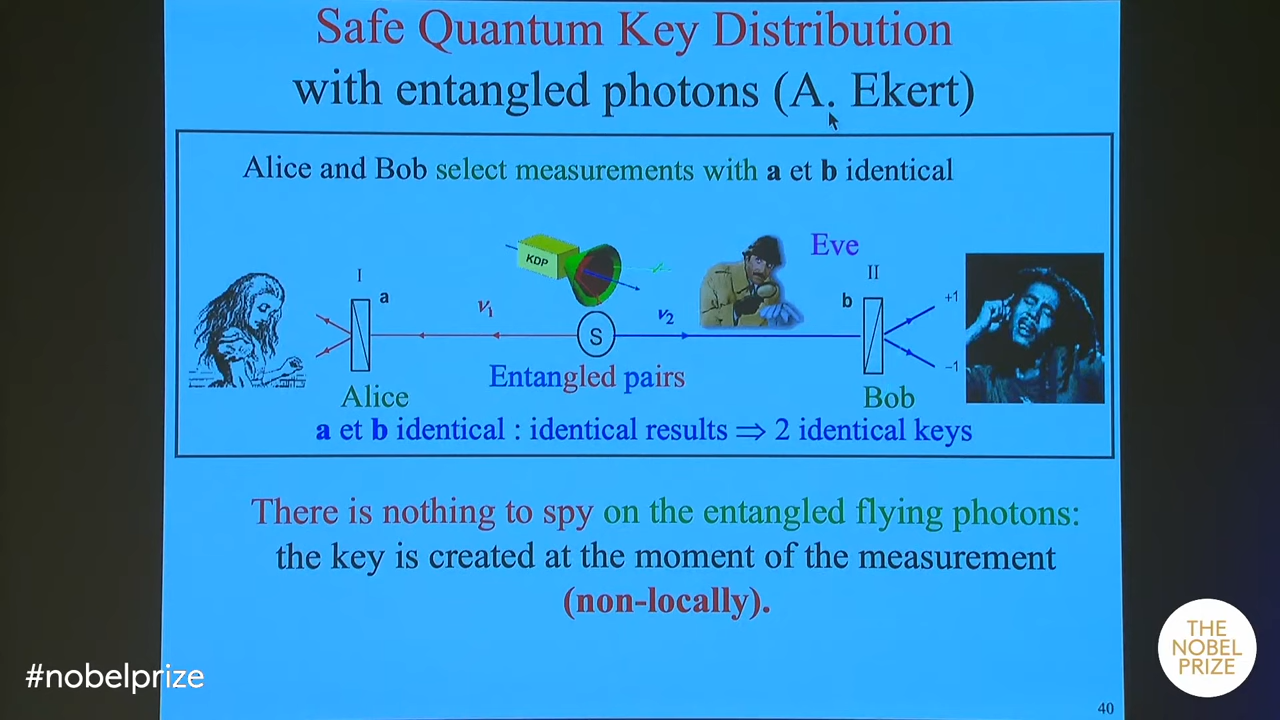 Safe Quantum Key Distribution
with entangled photons (A. Ekert)
Alice and Bob select measurements with a et b identical
KDP
Eve
I
II
a
b
ν1
ν2
+1
-1
S
Entangled pairs
Alice
Bob
a et b identical : identical results ⇒ 2 identical keys
There is nothing to spy on the entangled flying photons:
the key is created at the moment of the measurement
(non-locally).
THE
NOBEL
PRIZE
#nobelprize
40